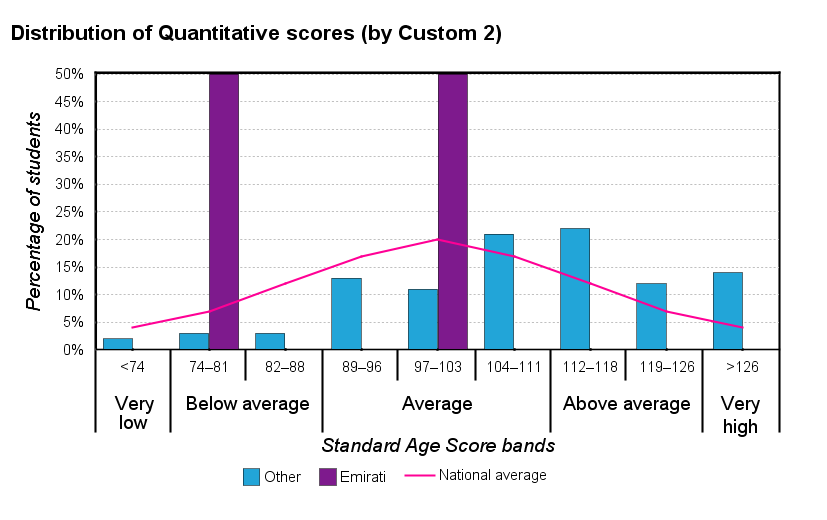 Distribution of Quantitative scores (by Custom 2)
Percentage of students
50%
45%
40%
35%
30%
25%
20%
15%
10%
5%
0%
<74 74–81 82–88 89–96 97–103 104–111 112–118 119–126 >126
Very low Below average Average Above average Very high
Standard Age Score bands
Other Emirati National average